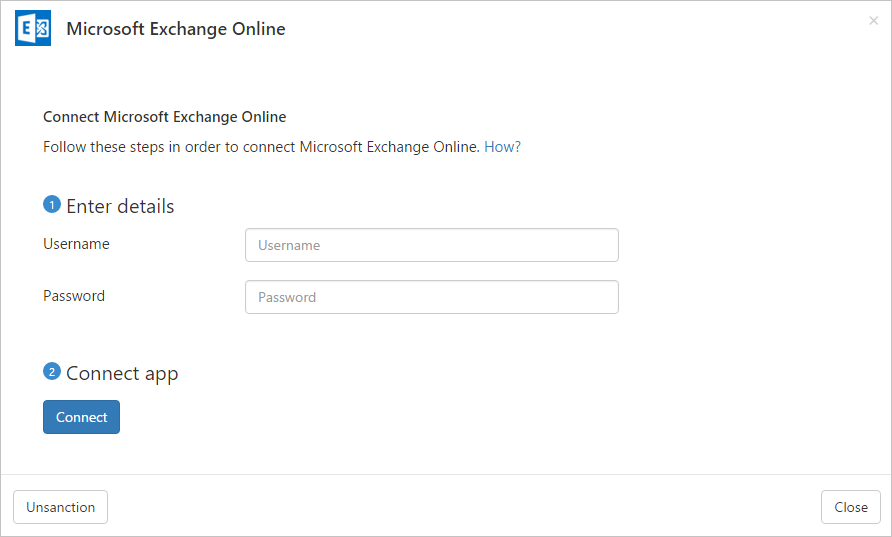 Microsoft Exchange Online
×
Connect Microsoft Exchange Online
Follow these steps in order to connect Microsoft Exchange Online. How?
1 Enter details
Username Username
Password Password
2 Connect app
Connect
Unsanction Close